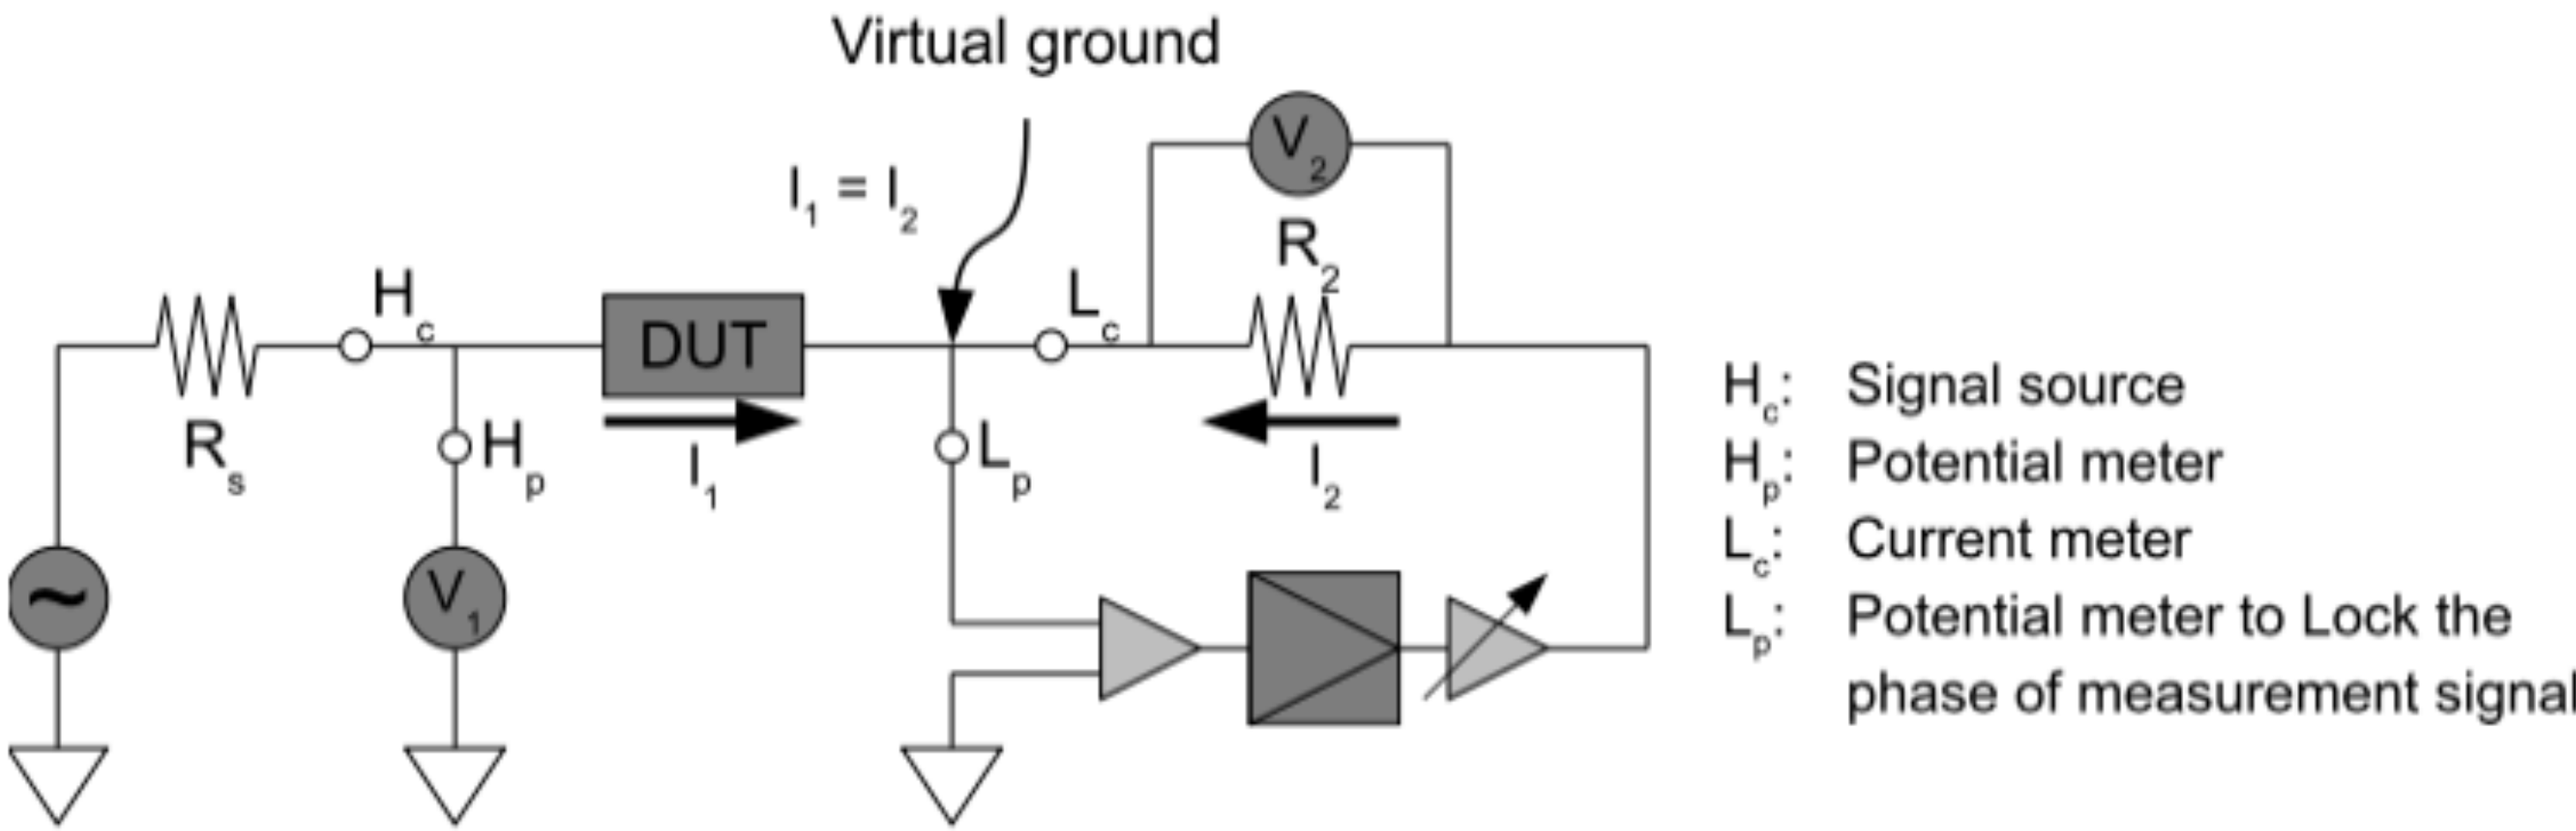 Virtual ground
V2
I1 = I2
R2
Hc
Lc
DUT
Rs
Hp
I1
Lp
I2
~
V1
Hc: Signal source
Hp: Potential meter
Lc: Current meter
Lp: Potential meter to Lock the
phase of measurement signal